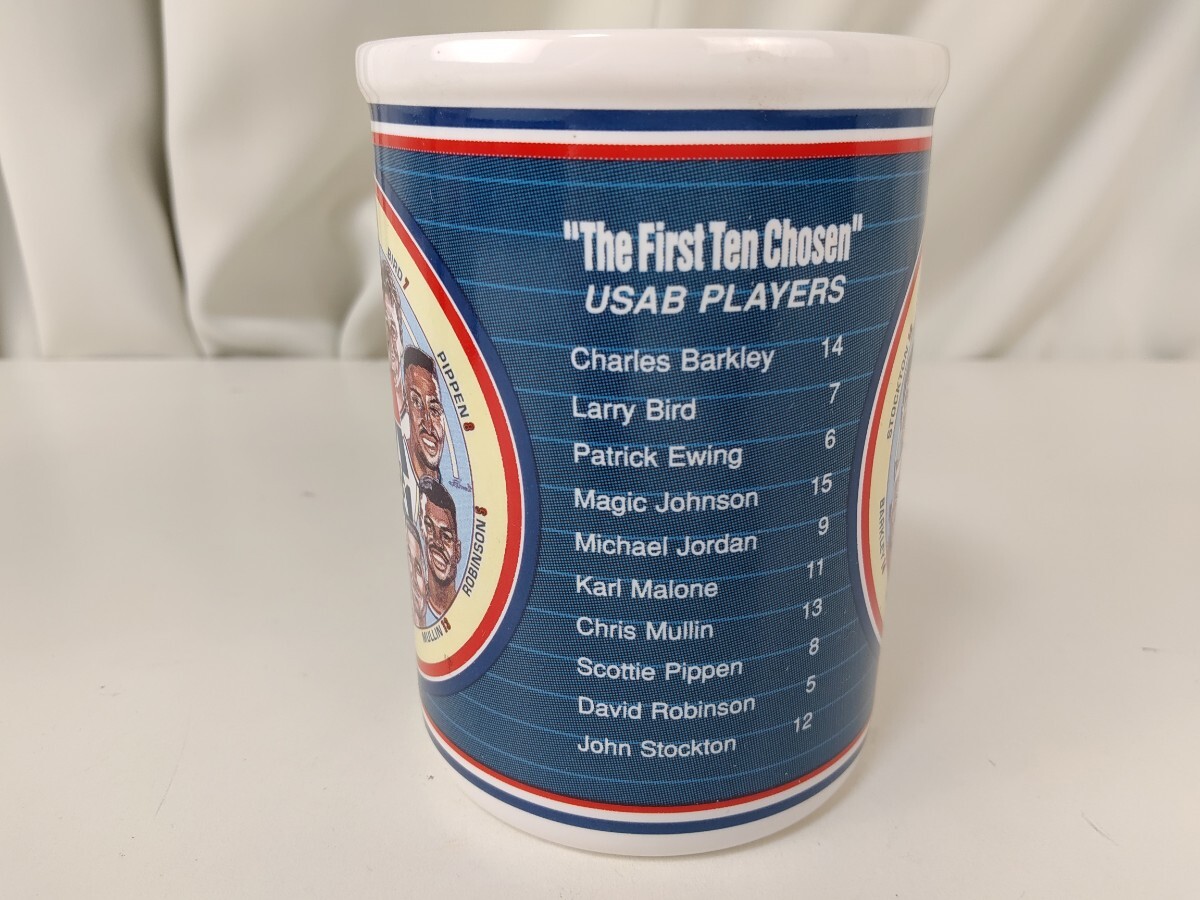 "The First Ten Chosen"
USAB PLAYERS
Charles Barkley 14
Larry Bird 7
Patrick Ewing 6
Magic Johnson 15
Michael Jordan 9
Karl Malone 11
Chris Mullin 13
Scottie Pippen 8
David Robinson 5
John Stockton 12
BIRD 7
PIPPEN 8
ROBINSON 5
MULLIN 13
STOCKTON
BARKLEY